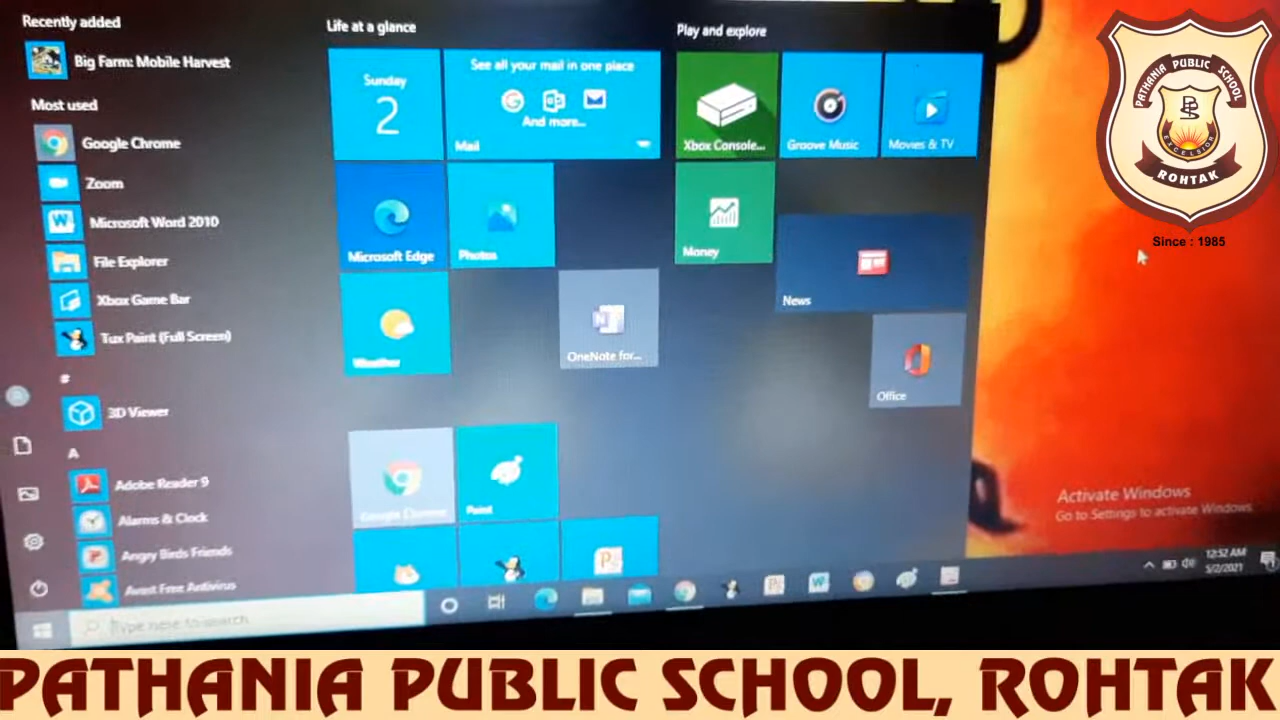 Recently added
Big Farm: Mobile Harvest
Most used
Google Chrome
Zoom
Microsoft Word 2010
File Explorer
Xbox Game Bar
Tux Paint (Full Screen)
#
3D Viewer
A
Adobe Reader 9
Alarms & Clock
Angry Birds Friends
Avast Free Antivirus
Type here to search
Life at a glance
Sunday
2
See all your mail in one place
And more...
Mail
Microsoft Edge
Photos
Weather
OneNote for...
Google Chrome
Paint
Play and explore
Xbox Console...
Groove Music
Movies & TV
Money
News
Office
PATHANIA PUBLIC SCHOOL
PPS
EXCELSIOR
ROHTAK
Since : 1985
Activate Windows
Go to Settings to activate Windows.
12:52 AM
5/2/2021
PATHANIA PUBLIC SCHOOL, ROHTAK